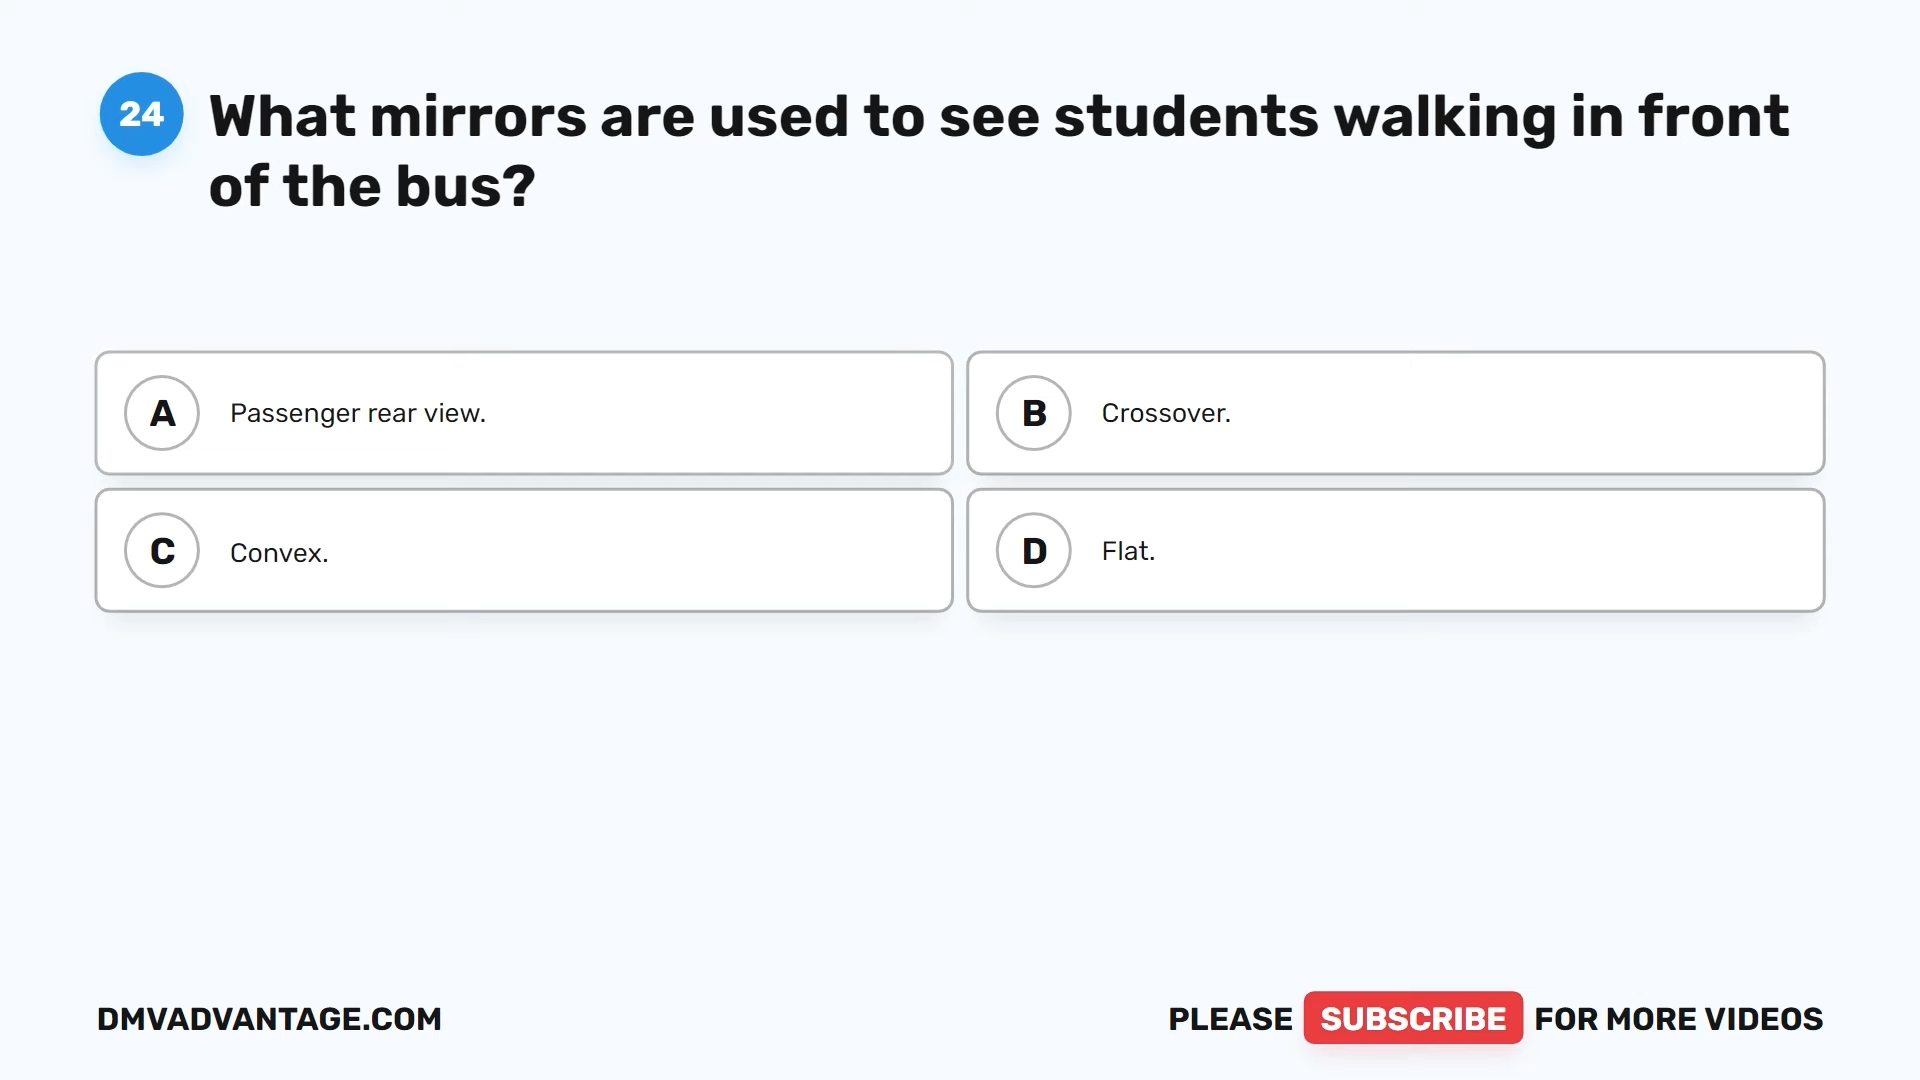 24
What mirrors are used to see students walking in front
of the bus?
A Passenger rear view.
B Crossover.
C Convex.
D Flat.
DMVADVANTAGE.COM
PLEASE SUBSCRIBE FOR MORE VIDEOS